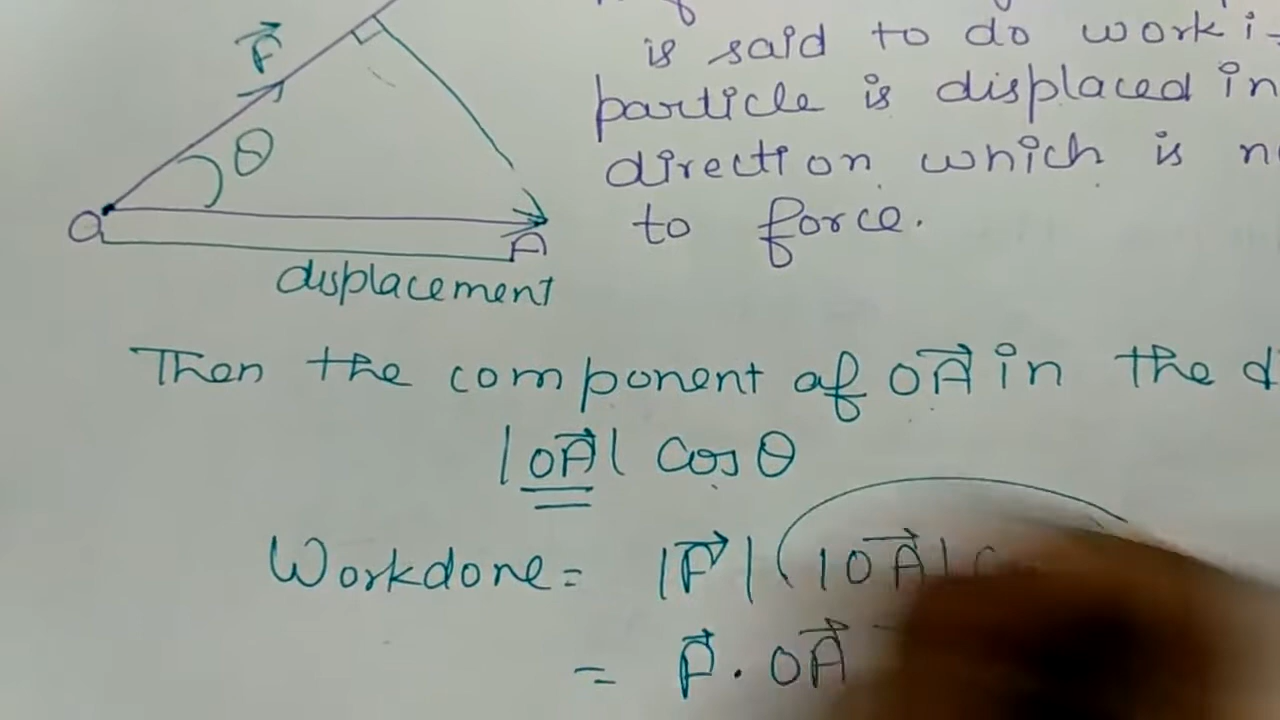 is said to do work
particle is displaced in
direction which is
to force.
F⃗
θ
O
A
displacement
Then the component of OA⃗ in the
|OA⃗| cos θ
Workdone = |F⃗| (|OA⃗|
= F⃗ . OA⃗